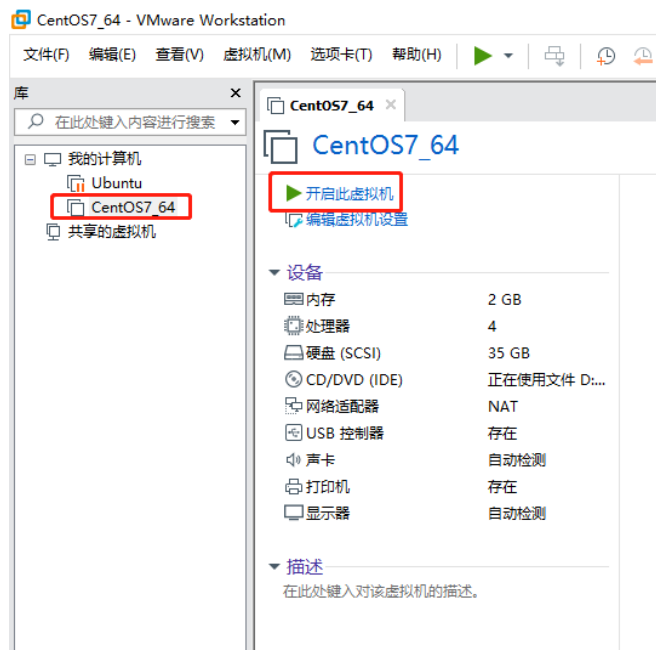 CentOS7_64 - VMware Workstation
文件(F) 编辑(E) 查看(V) 虚拟机(M) 选项卡(T) 帮助(H)
库
在此处键入内容进行搜索
我的计算机
Ubuntu
CentOS7_64
共享的虚拟机
CentOS7_64
CentOS7_64
开启此虚拟机
编辑虚拟机设置
设备
内存 2 GB
处理器 4
硬盘 (SCSI) 35 GB
CD/DVD (IDE) 正在使用文件 D:...
网络适配器 NAT
USB 控制器 存在
声卡 自动检测
打印机 存在
显示器 自动检测
描述
在此处键入对该虚拟机的描述。